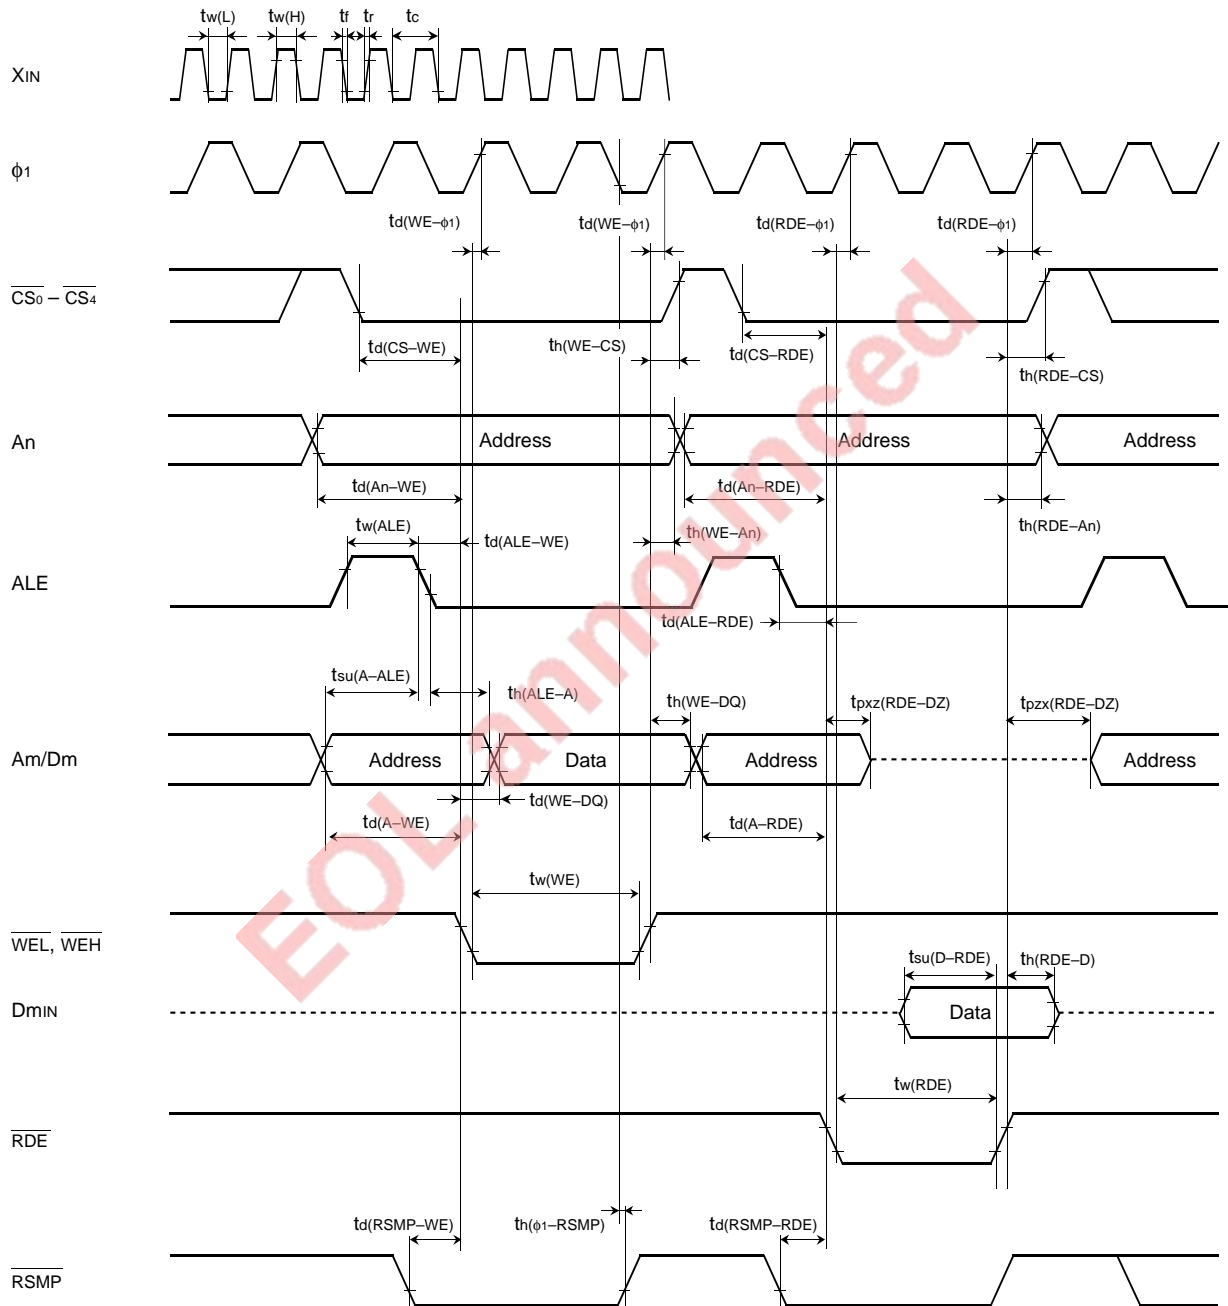 tw(L) tw(H) tf tr tc
XIN
ϕ1
td(WE–ϕ1) td(WE–ϕ1) td(RDE–ϕ1) td(RDE–ϕ1)
CS0 – CS4
td(CS–WE) th(WE–CS) td(CS–RDE) th(RDE–CS)
An Address Address Address
td(An–WE) td(An–RDE)
tw(ALE) td(ALE–WE) th(WE–An) th(RDE–An)
ALE
td(ALE–RDE)
tsu(A–ALE) th(ALE–A) th(WE–DQ) tpxz(RDE–DZ) tpzx(RDE–DZ)
Am/Dm Address Data Address Address
td(WE–DQ)
td(A–WE) td(A–RDE)
tw(WE)
WEL, WEH
tsu(D–RDE) th(RDE–D)
DmIN Data
tw(RDE)
RDE
td(RSMP–WE) th(ϕ1–RSMP) td(RSMP–RDE)
RSMP
EOL announced